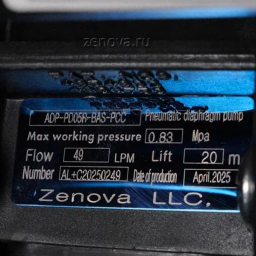 zenova.ru
ADP-PD05R-BAS-PCC Pneumatic diaphragm pump
Max working pressure 0.83 Mpa
Flow 49 LPM Lift 20 m
Number AL+C20250249 Date of production April.2025
Zenova LLC.